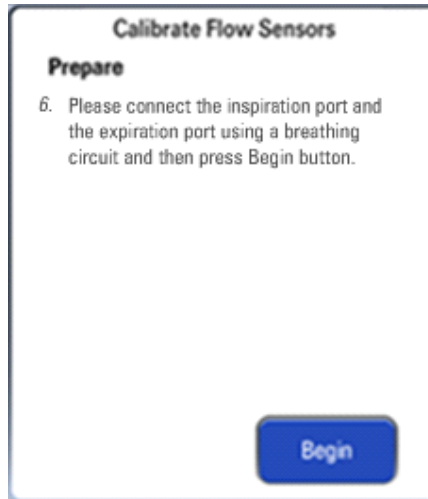 Calibrate Flow Sensors
Prepare
6. Please connect the inspiration port and
the expiration port using a breathing
circuit and then press Begin button.
Begin